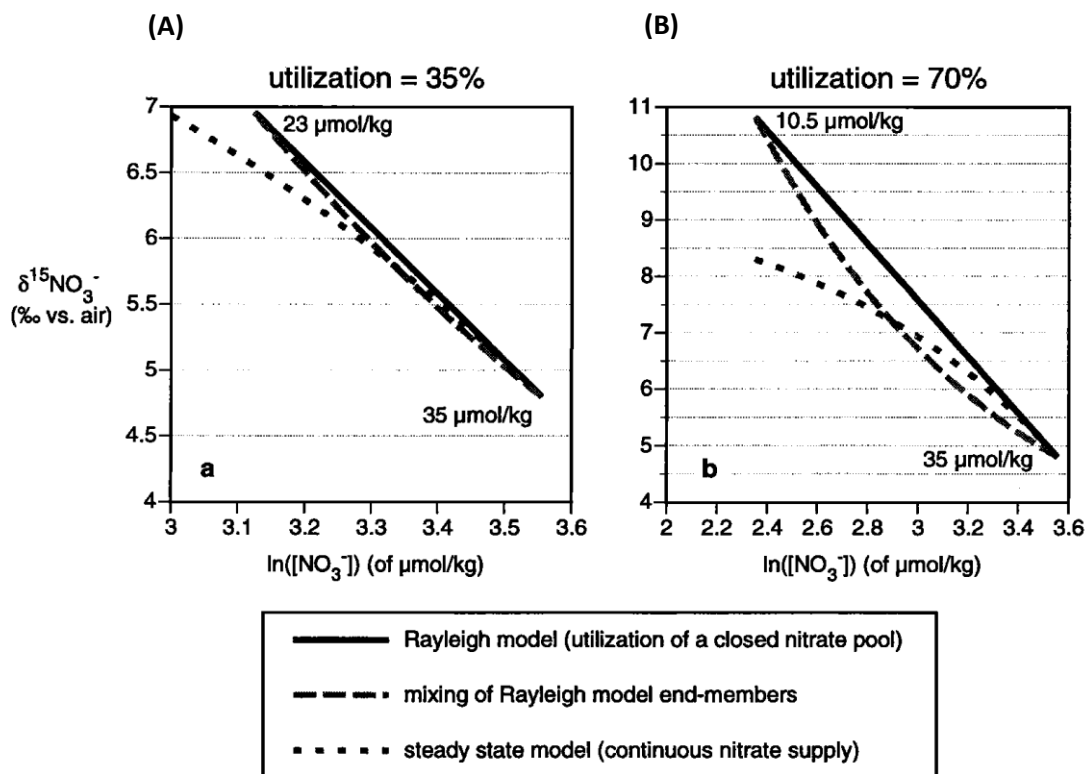 (A)
utilization = 35%
7
6.5
6
5.5
5
4.5
4
δ15NO3-
(‰ vs. air)
23 μmol/kg
35 μmol/kg
a
3 3.1 3.2 3.3 3.4 3.5 3.6
ln([NO3-]) (of μmol/kg)
(B)
utilization = 70%
11
10
9
8
7
6
5
4
10.5 μmol/kg
35 μmol/kg
b
2 2.2 2.4 2.6 2.8 3 3.2 3.4 3.6
ln([NO3-]) (of μmol/kg)
Rayleigh model (utilization of a closed nitrate pool)
mixing of Rayleigh model end-members
steady state model (continuous nitrate supply)